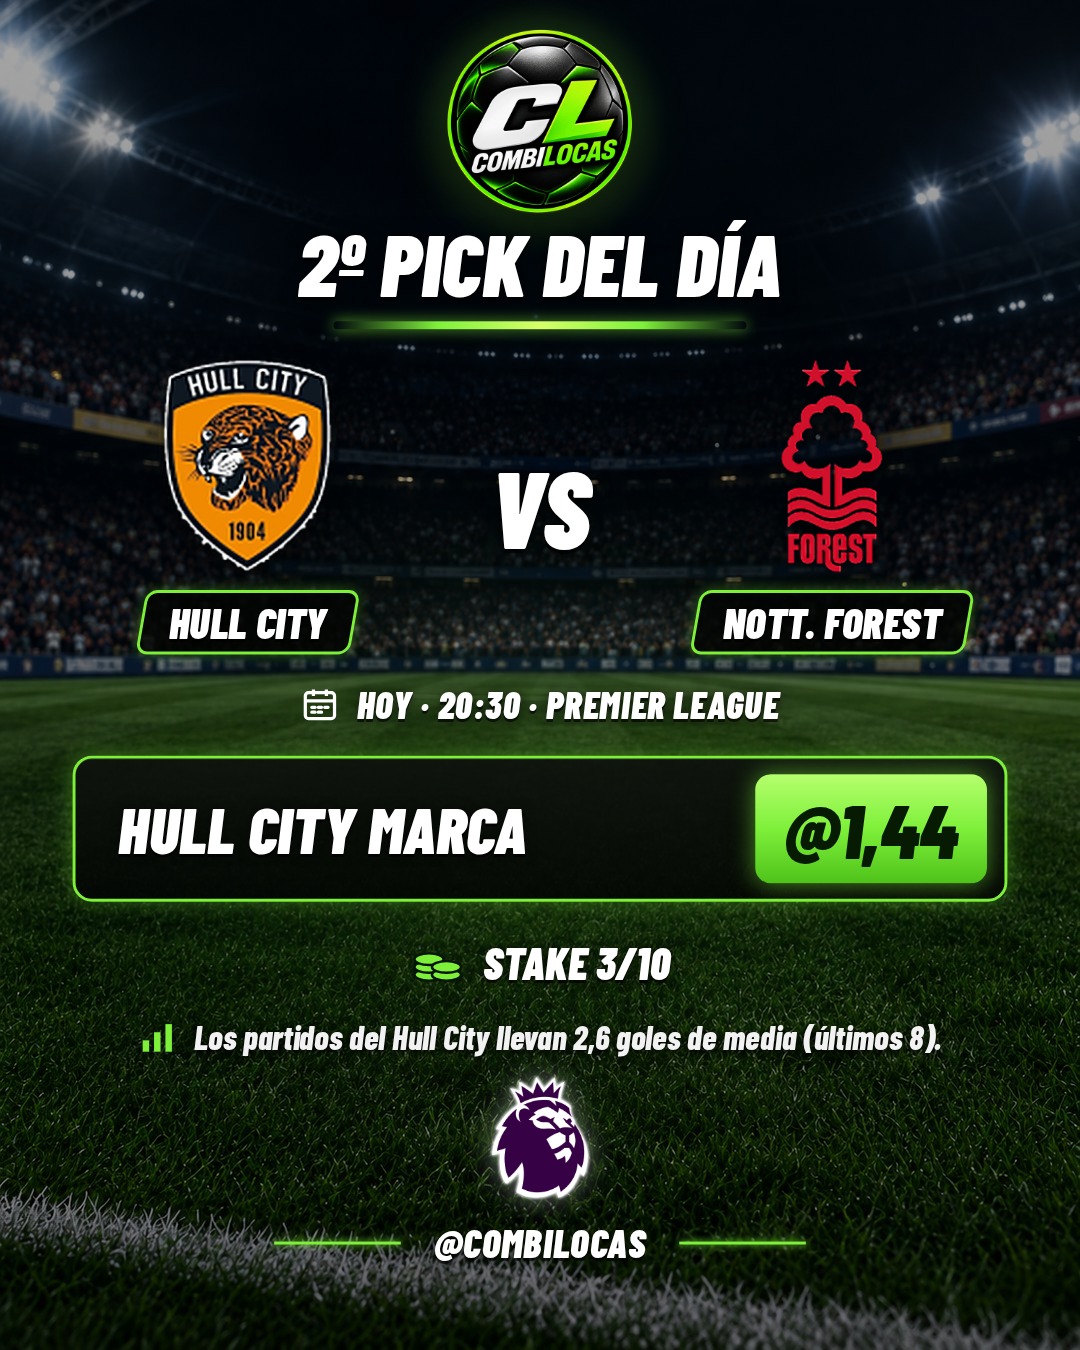 CL
COMBILOCAS
2º PICK DEL DÍA
HULL CITY
1904
VS
FOREST
HULL CITY
NOTT. FOREST
HOY · 20:30 · PREMIER LEAGUE
HULL CITY MARCA
@1,44
STAKE 3/10
Los partidos del Hull City llevan 2,6 goles de media (últimos 8).
@COMBILOCAS